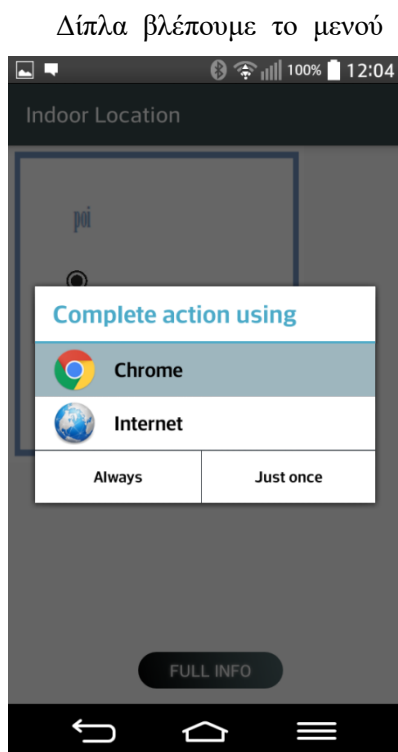 Δίπλα βλέπουμε το μενού
100% 12:04
Indoor Location
poi
Complete action using
Chrome
Internet
Always Just once
FULL INFO